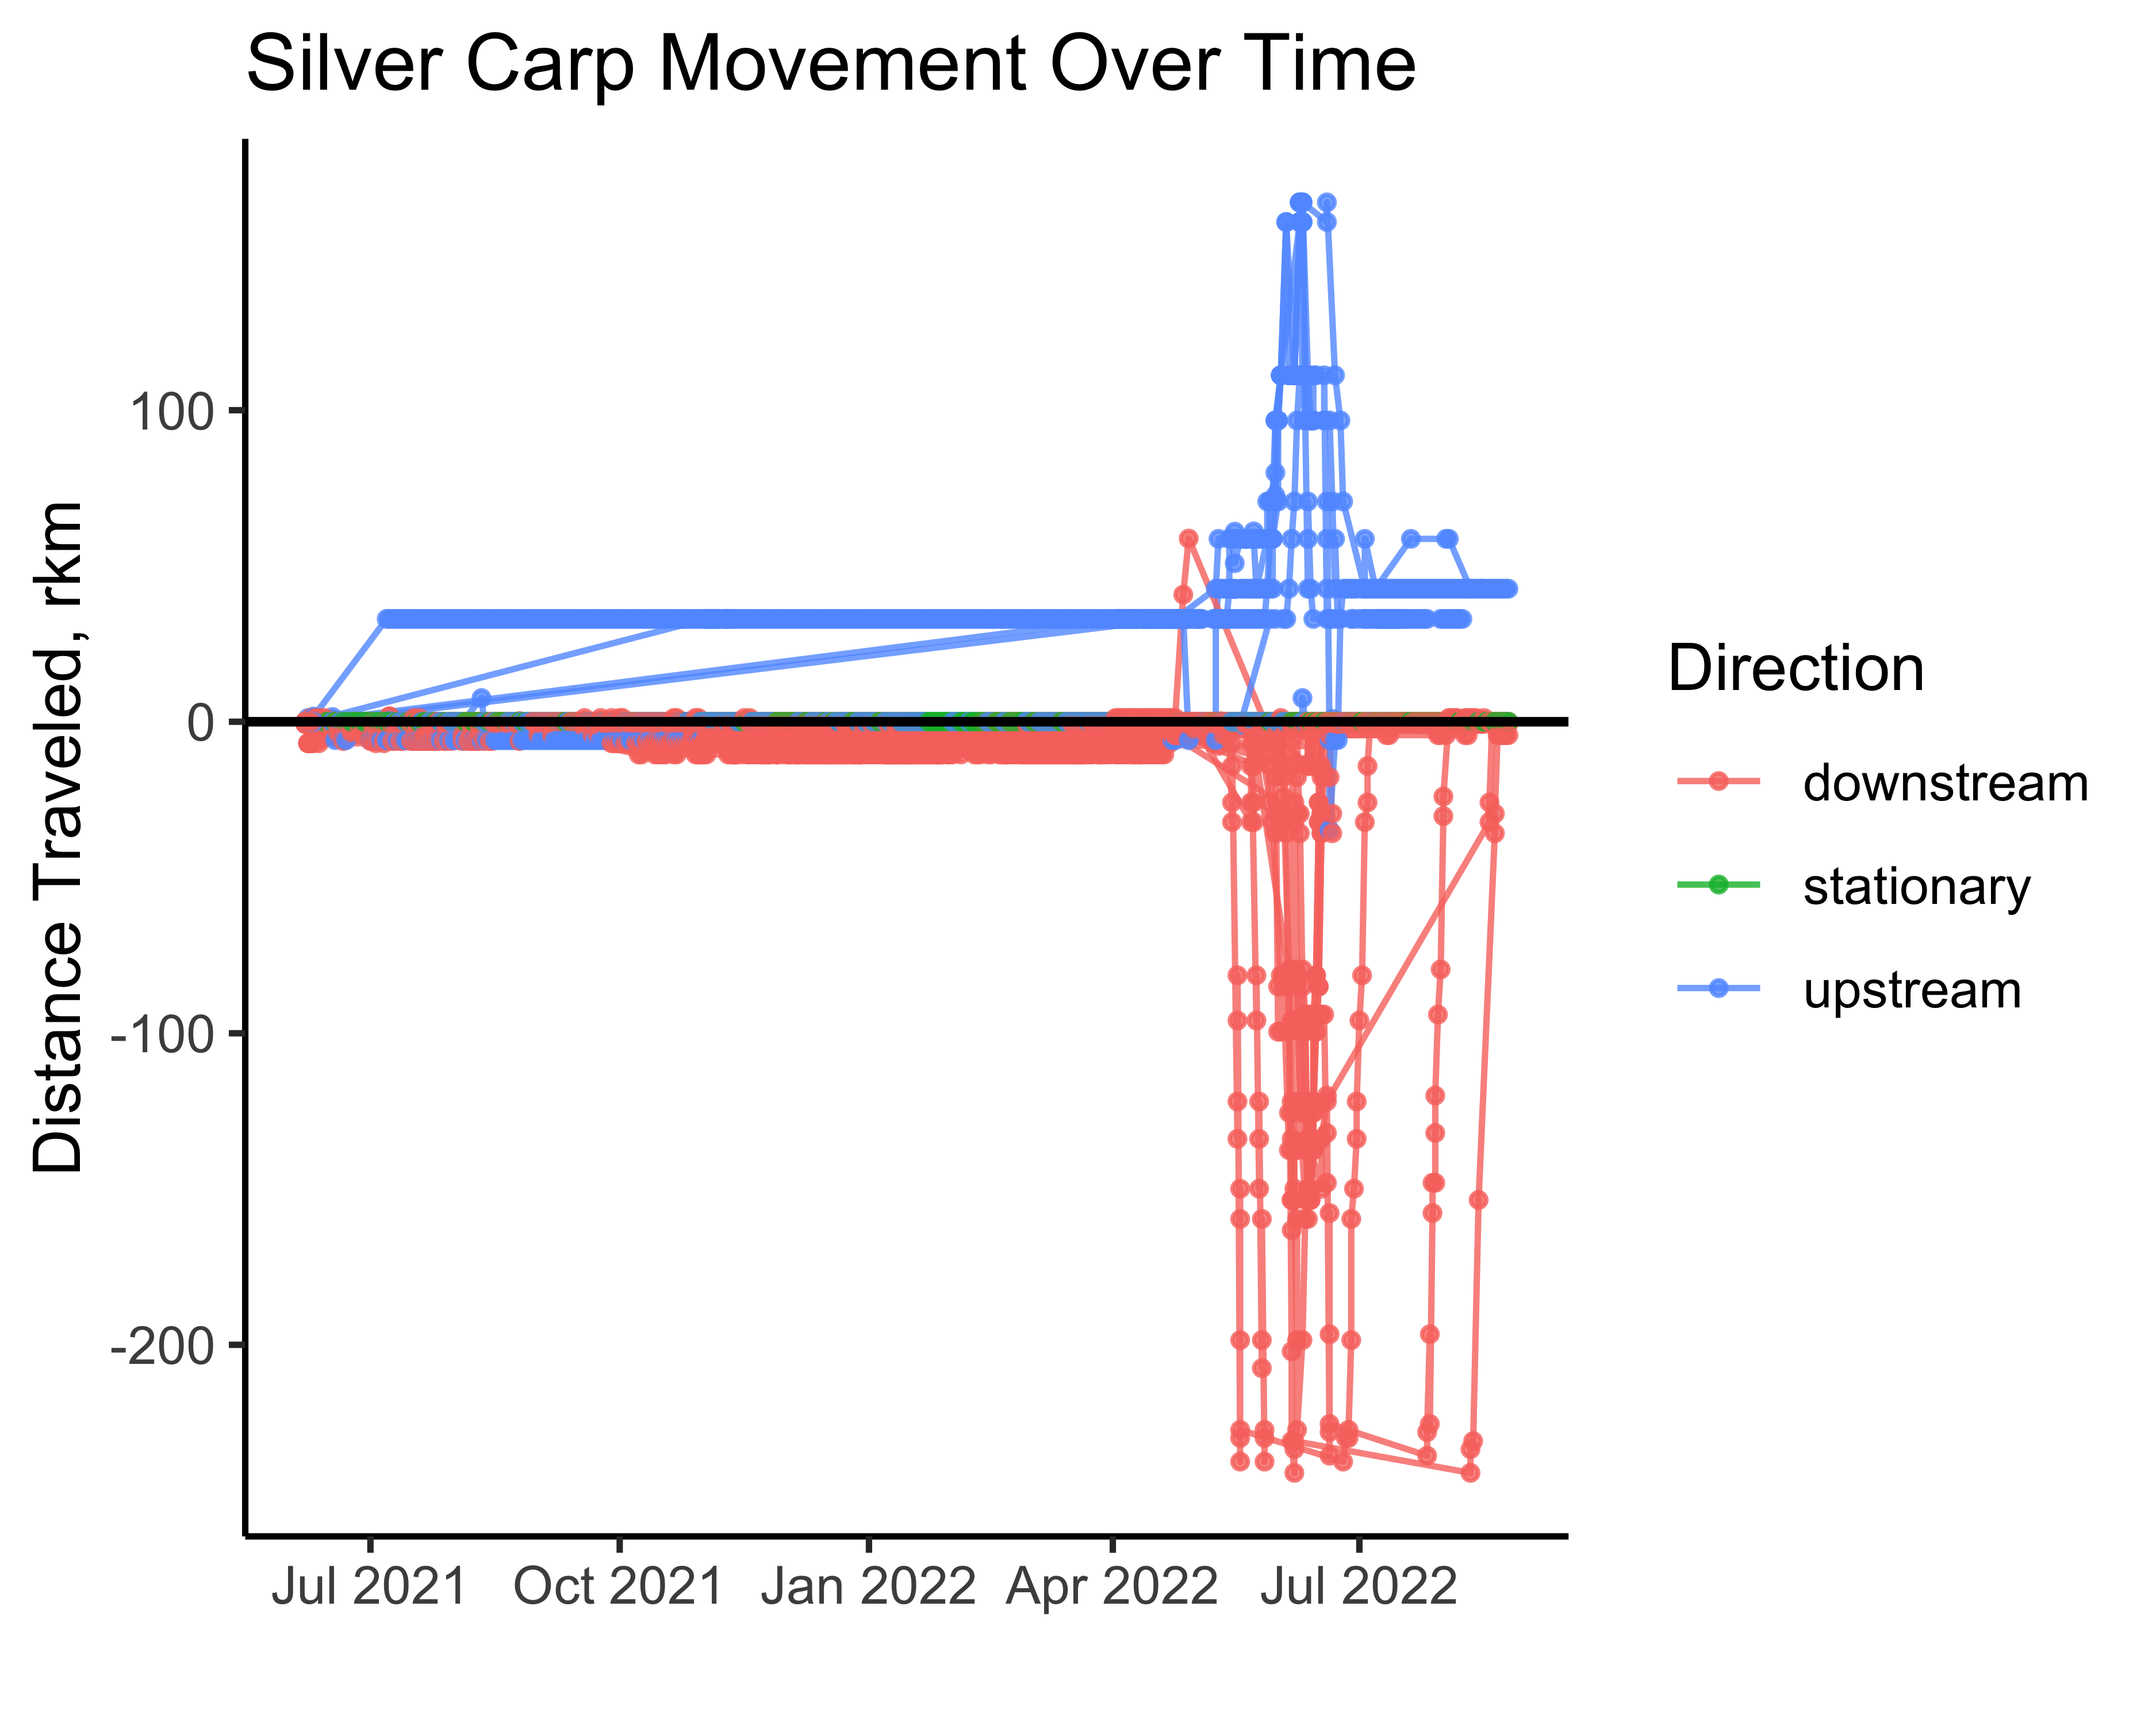 Silver Carp Movement Over Time
Distance Traveled, rkm
100
0
-100
-200
Jul 2021
Oct 2021
Jan 2022
Apr 2022
Jul 2022
Direction
downstream
stationary
upstream